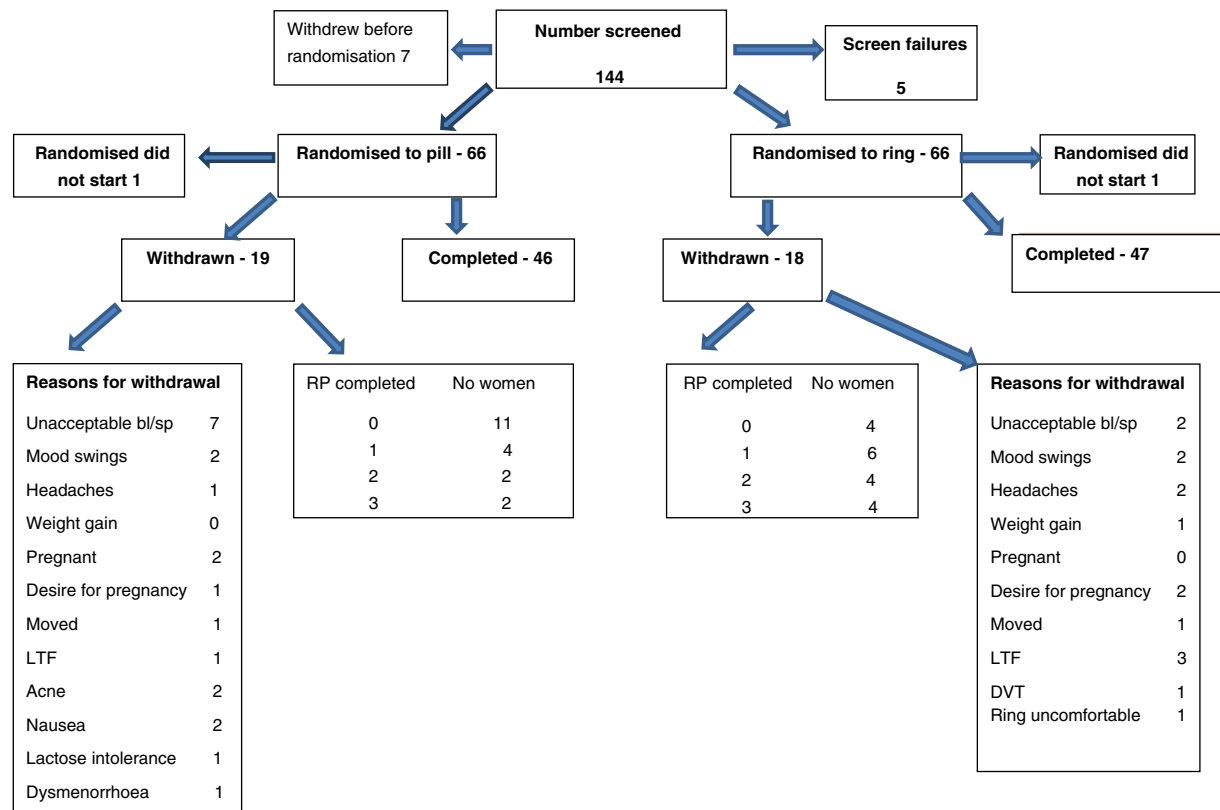 Withdrew before
randomisation 7
Number screened
144
Screen failures
5
Randomised did
not start 1
Randomised to pill - 66
Randomised to ring - 66
Randomised did
not start 1
Withdrawn - 19
Completed - 46
Withdrawn - 18
Completed - 47
Reasons for withdrawal
Unacceptable bl/sp 7
Mood swings 2
Headaches 1
Weight gain 0
Pregnant 2
Desire for pregnancy 1
Moved 1
LTF 1
Acne 2
Nausea 2
Lactose intolerance 1
Dysmenorrhoea 1
RP completed No women
0 11
1 4
2 2
3 2
RP completed No women
0 4
1 6
2 4
3 4
Reasons for withdrawal
Unacceptable bl/sp 2
Mood swings 2
Headaches 2
Weight gain 1
Pregnant 0
Desire for pregnancy 2
Moved 1
LTF 3
DVT 1
Ring uncomfortable 1